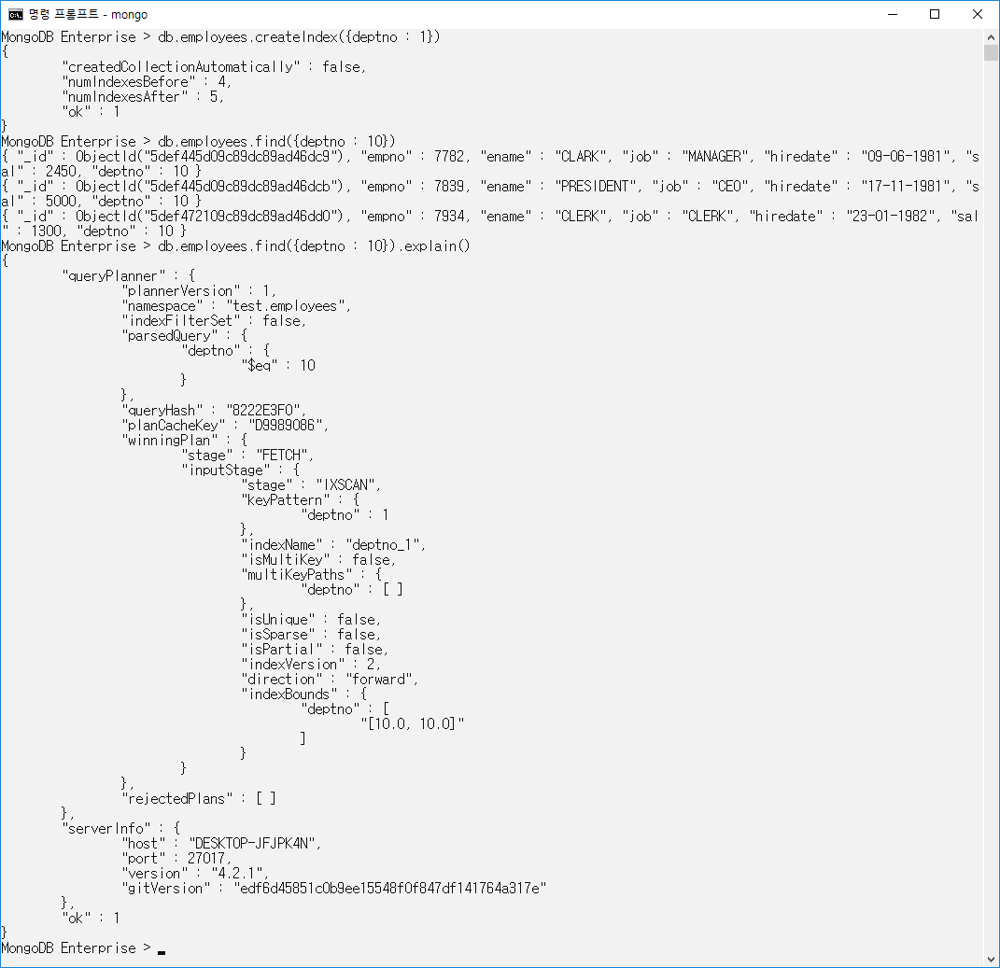 명령 프롬프트 - mongo
MongoDB Enterprise > db.employees.createIndex({deptno : 1})
{
        "createdCollectionAutomatically" : false,
        "numIndexesBefore" : 4,
        "numIndexesAfter" : 5,
        "ok" : 1
}
MongoDB Enterprise > db.employees.find({deptno : 10})
{ "_id" : ObjectId("5def445d09c89dc89ad46dc9"), "empno" : 7782, "ename" : "CLARK", "job" : "MANAGER", "hiredate" : "09-06-1981", "s
al" : 2450, "deptno" : 10 }
{ "_id" : ObjectId("5def445d09c89dc89ad46dcb"), "empno" : 7839, "ename" : "PRESIDENT", "job" : "CEO", "hiredate" : "17-11-1981", "s
al" : 5000, "deptno" : 10 }
{ "_id" : ObjectId("5def472109c89dc89ad46dd0"), "empno" : 7934, "ename" : "CLERK", "job" : "CLERK", "hiredate" : "23-01-1982", "sal
" : 1300, "deptno" : 10 }
MongoDB Enterprise > db.employees.find({deptno : 10}).explain()
{
        "queryPlanner" : {
                "plannerVersion" : 1,
                "namespace" : "test.employees",
                "indexFilterSet" : false,
                "parsedQuery" : {
                        "deptno" : {
                                "$eq" : 10
                        }
                },
                "queryHash" : "8222E3F0",
                "planCacheKey" : "D9989086",
                "winningPlan" : {
                        "stage" : "FETCH",
                        "inputStage" : {
                                "stage" : "IXSCAN",
                                "keyPattern" : {
                                        "deptno" : 1
                                },
                                "indexName" : "deptno_1",
                                "isMultiKey" : false,
                                "multiKeyPaths" : {
                                        "deptno" : [ ]
                                },
                                "isUnique" : false,
                                "isSparse" : false,
                                "isPartial" : false,
                                "indexVersion" : 2,
                                "direction" : "forward",
                                "indexBounds" : {
                                        "deptno" : [
                                                "[10.0, 10.0]"
                                        ]
                                }
                        }
                },
                "rejectedPlans" : [ ]
        },
        "serverInfo" : {
                "host" : "DESKTOP-JFJPK4N",
                "port" : 27017,
                "version" : "4.2.1",
                "gitVersion" : "edf6d45851c0b9ee15548f0f847df141764a317e"
        },
        "ok" : 1
}
MongoDB Enterprise >